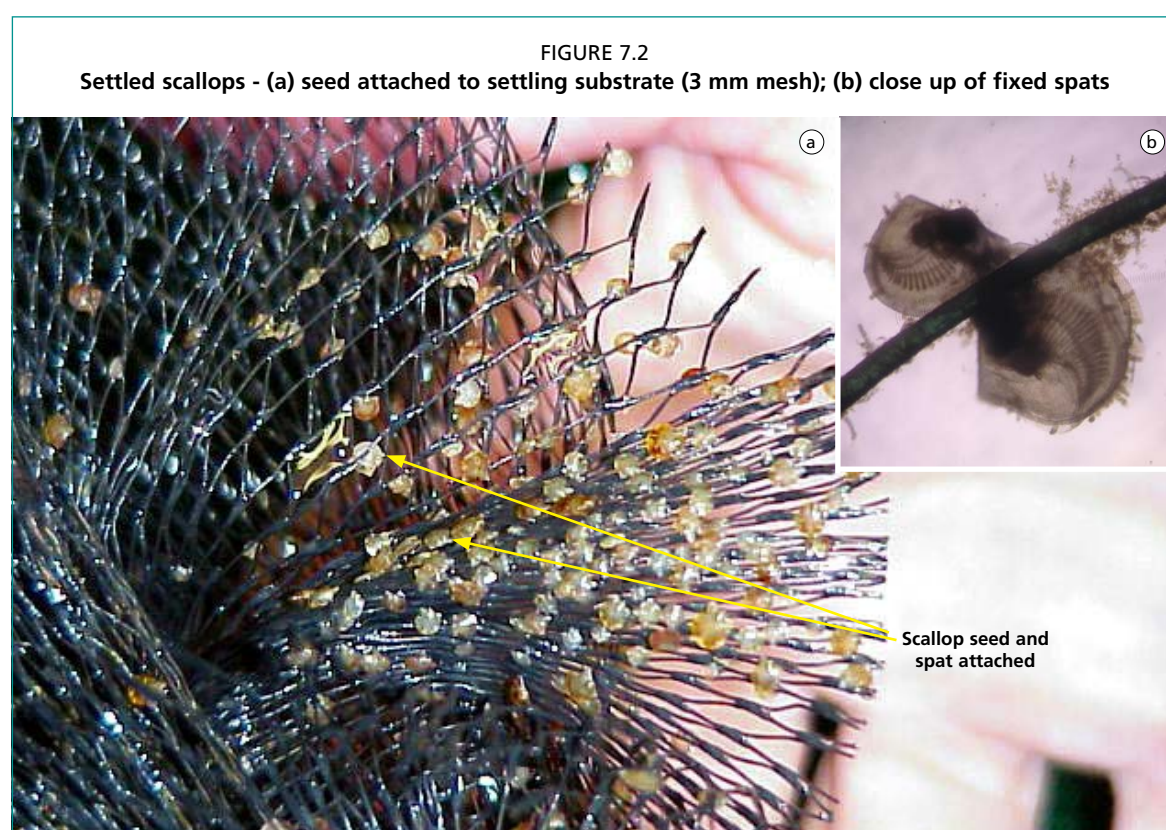 FIGURE 7.2
Settled scallops - (a) seed attached to settling substrate (3 mm mesh); (b) close up of fixed spats
a
b
Scallop seed and
spat attached